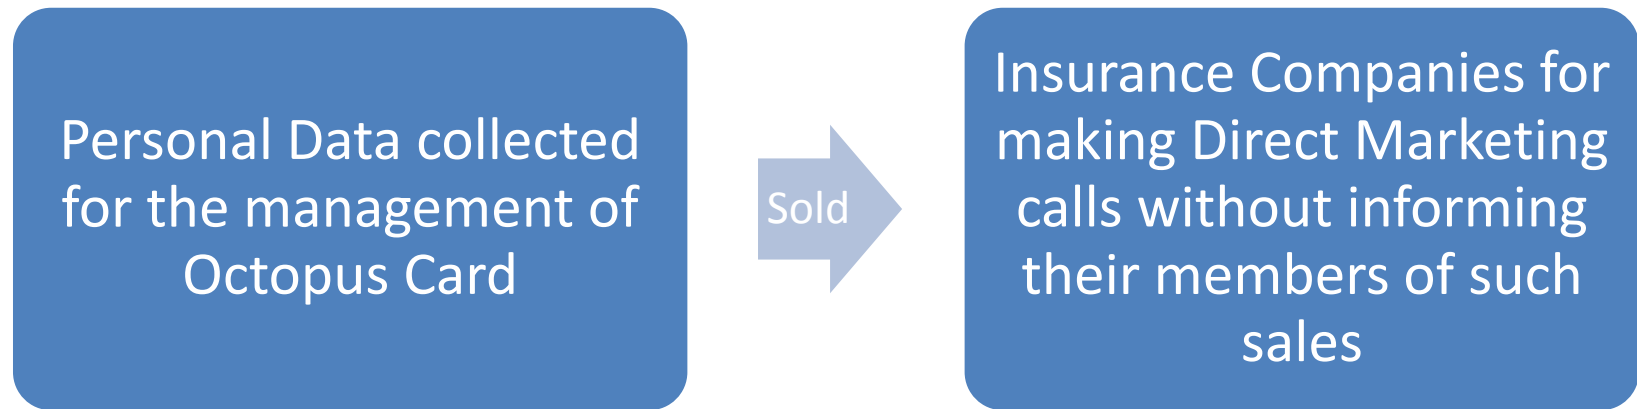 Personal Data collected
for the management of
Octopus Card
Sold
Insurance Companies for
making Direct Marketing
calls without informing
their members of such
sales